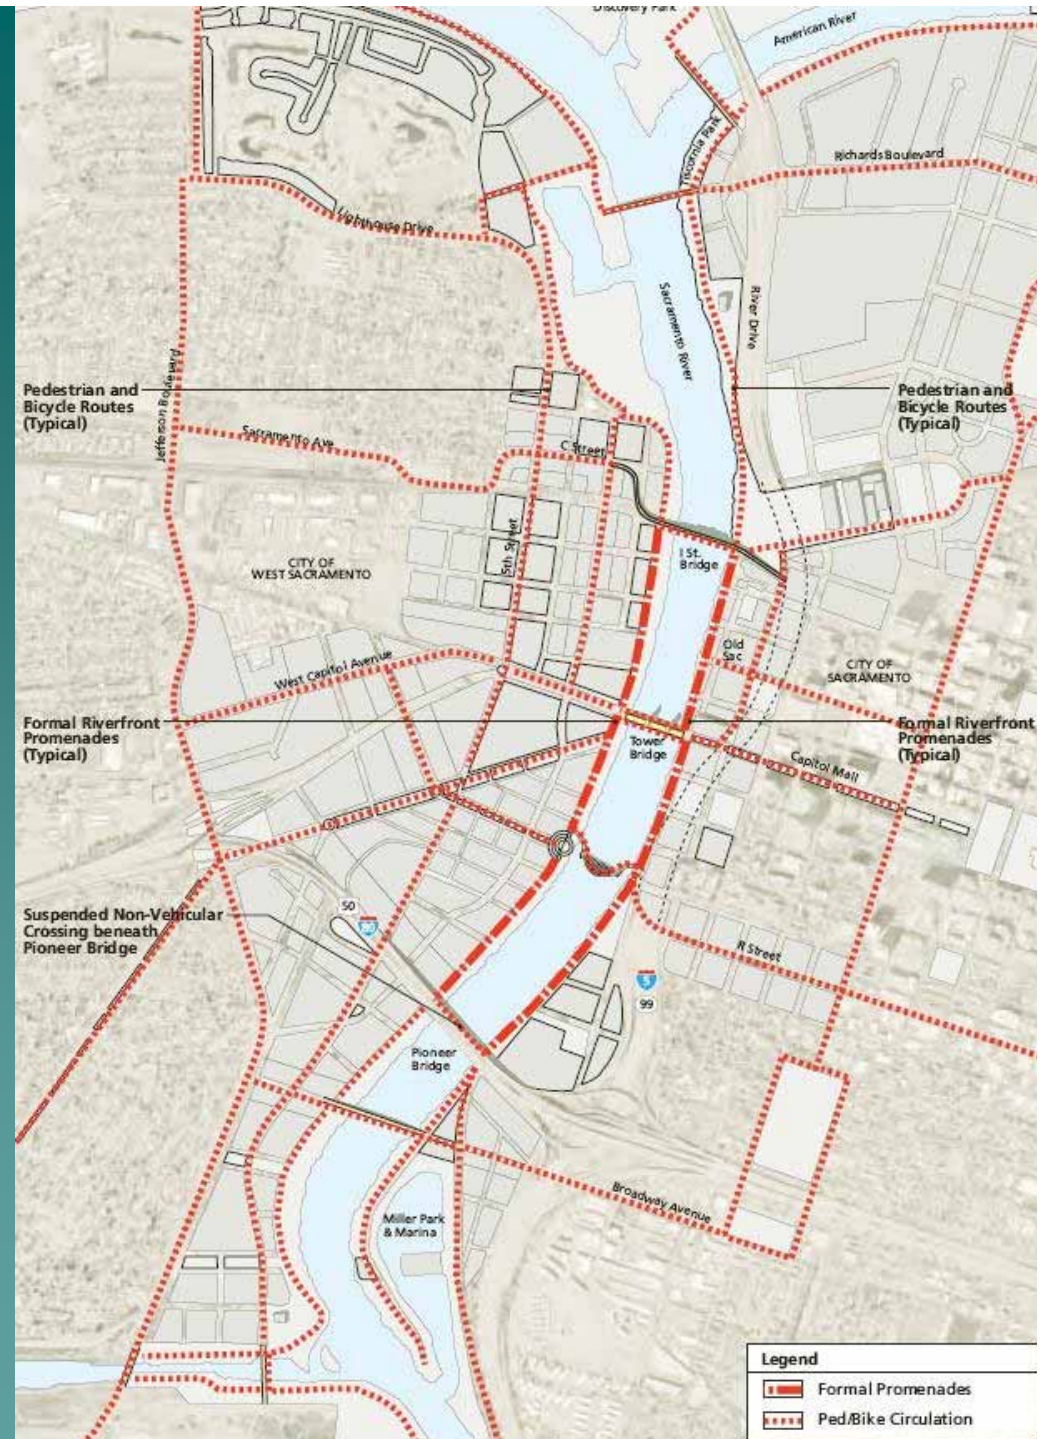 Discovery Park
American River
Tiscornia Park
Richards Boulevard
Lighthouse Drive
Sacramento River
River Drive
Jefferson Boulevard
Pedestrian and
Bicycle Routes
(Typical)
Pedestrian and
Bicycle Routes
(Typical)
Sacramento Ave
C Street
5th Street
I St.
Bridge
CITY OF
WEST SACRAMENTO
Old
Sac
CITY OF
SACRAMENTO
West Capitol Avenue
Formal Riverfront
Promenades
(Typical)
Formal Riverfront
Promenades
(Typical)
Tower
Bridge
Capitol Mall
Suspended Non-Vehicular
Crossing beneath
Pioneer Bridge
50
80
R Street
5
99
Pioneer
Bridge
Broadway Avenue
Miller Park
& Marina
Legend
Formal Promenades
Ped/Bike Circulation